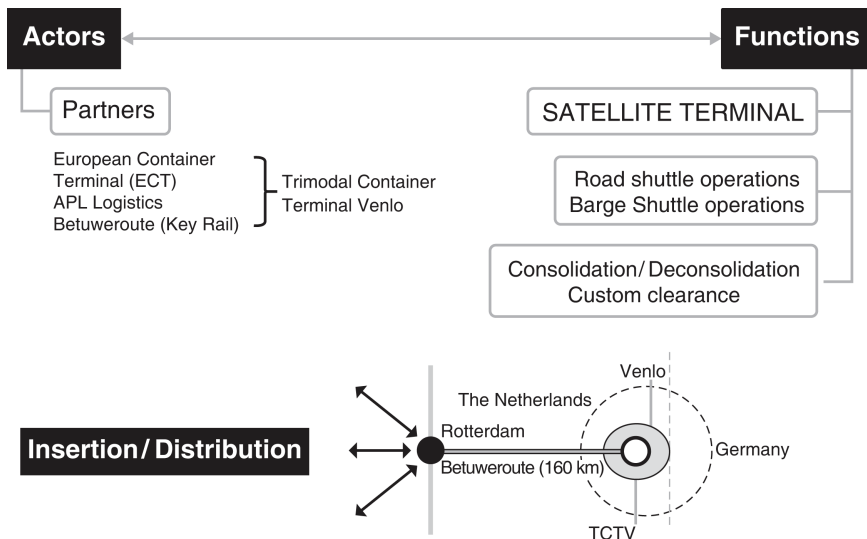 Actors
Functions
Partners
European Container
Terminal (ECT)
APL Logistics
Betuweroute (Key Rail)
Trimodal Container
Terminal Venlo
SATELLITE TERMINAL
Road shuttle operations
Barge Shuttle operations
Consolidation/Deconsolidation
Custom clearance
Insertion/Distribution
Venlo
The Netherlands
Rotterdam
Betuweroute (160 km)
Germany
TCTV